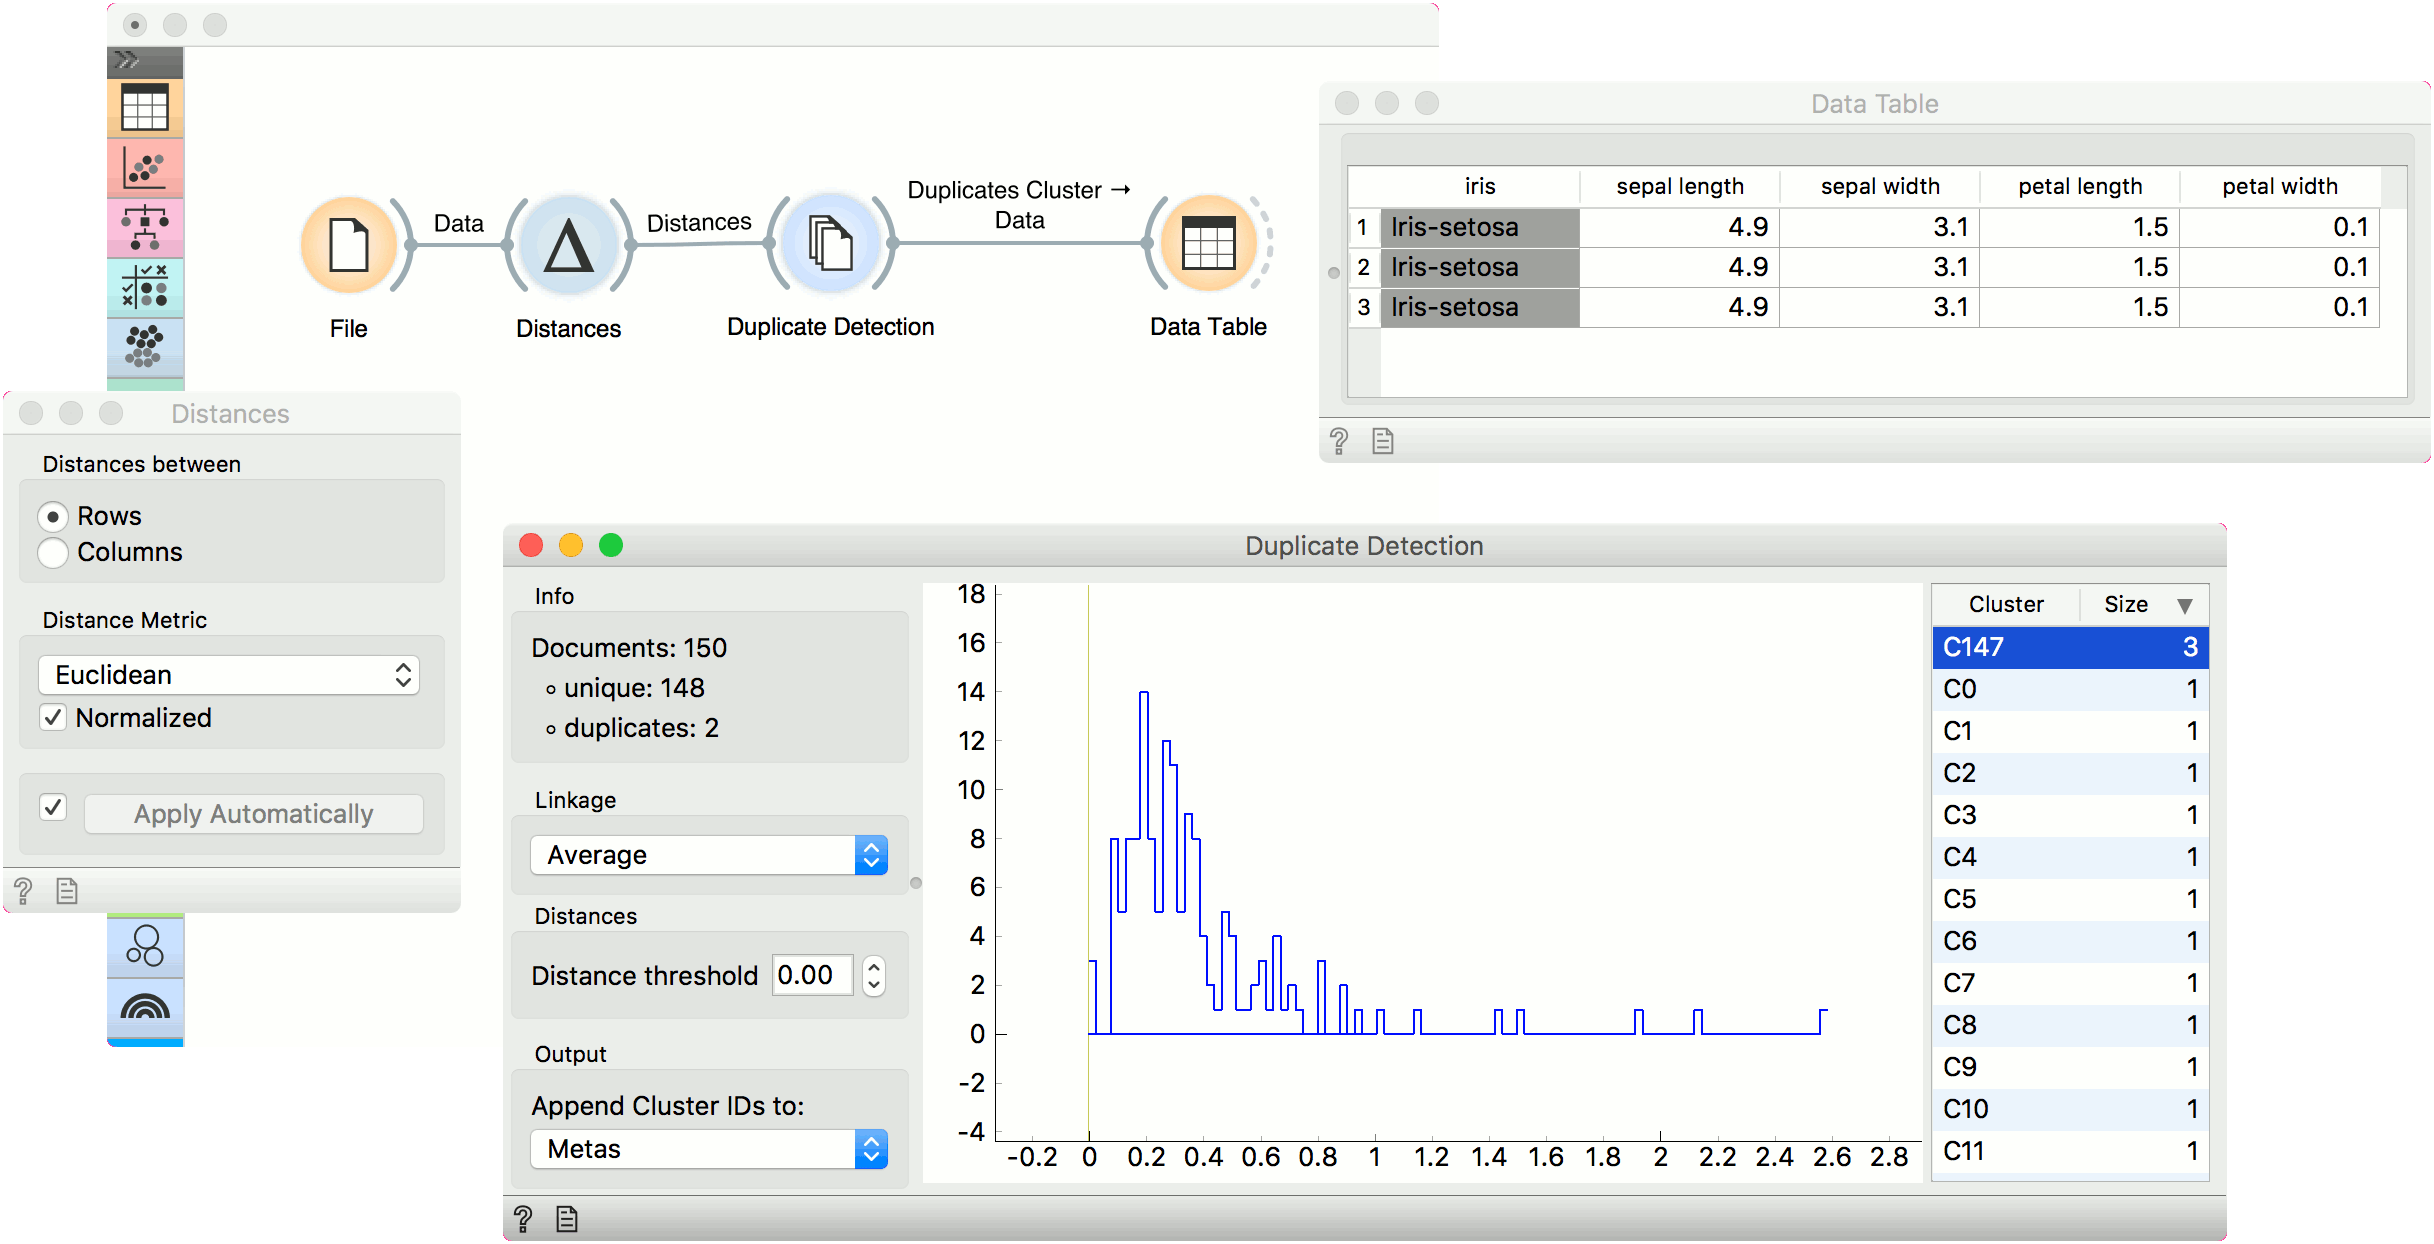 Data
Distances
Duplicates Cluster → Data
File
Distances
Duplicate Detection
Data Table
Data Table
iris sepal length sepal width petal length petal width
1 Iris-setosa 4.9 3.1 1.5 0.1
2 Iris-setosa 4.9 3.1 1.5 0.1
3 Iris-setosa 4.9 3.1 1.5 0.1
?
Distances
Distances between
Rows
Columns
Distance Metric
Euclidean
Normalized
Apply Automatically
?
Duplicate Detection
Info
Documents: 150
◦ unique: 148
◦ duplicates: 2
Linkage
Average
Distances
Distance threshold 0.00
Output
Append Cluster IDs to:
Metas
18
16
14
12
10
8
6
4
2
0
-2
-4
-0.2 0 0.2 0.4 0.6 0.8 1 1.2 1.4 1.6 1.8 2 2.2 2.4 2.6 2.8
Cluster Size ▼
C147 3
C0 1
C1 1
C2 1
C3 1
C4 1
C5 1
C6 1
C7 1
C8 1
C9 1
C10 1
C11 1
?